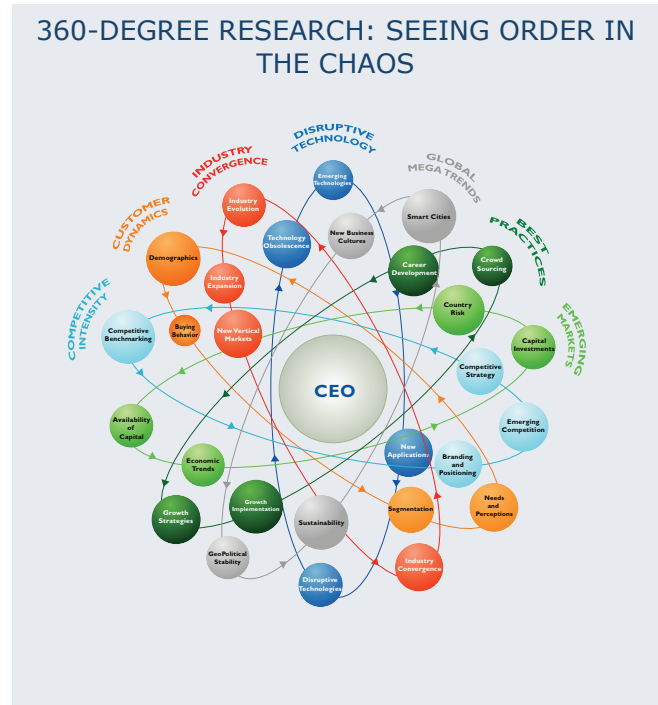 360-DEGREE RESEARCH: SEEING ORDER IN
THE CHAOS
DISRUPTIVE
TECHNOLOGY
INDUSTRY
CONVERGENCE
GLOBAL
MEGA TRENDS
CUSTOMER
DYNAMICS
BEST
PRACTICES
COMPETITIVE
INTENSITY
EMERGING
MARKETS
Emerging
Technologies
Industry
Evolution
Smart Cities
Technology
Obsolescence
New Business
Cultures
Demographics
Career
Development
Crowd
Sourcing
Industry
Expansion
Country
Risk
Competitive
Benchmarking
Buying
Behavior
New Vertical
Markets
Capital
Investments
Competitive
Strategy
CEO
Availability
of
Capital
Emerging
Competition
Economic
Trends
New
Applications
Branding
and
Positioning
Growth
Strategies
Growth
Implementation
Sustainability
Segmentation
Needs
and
Perceptions
GeoPolitical
Stability
Disruptive
Technologies
Industry
Convergence